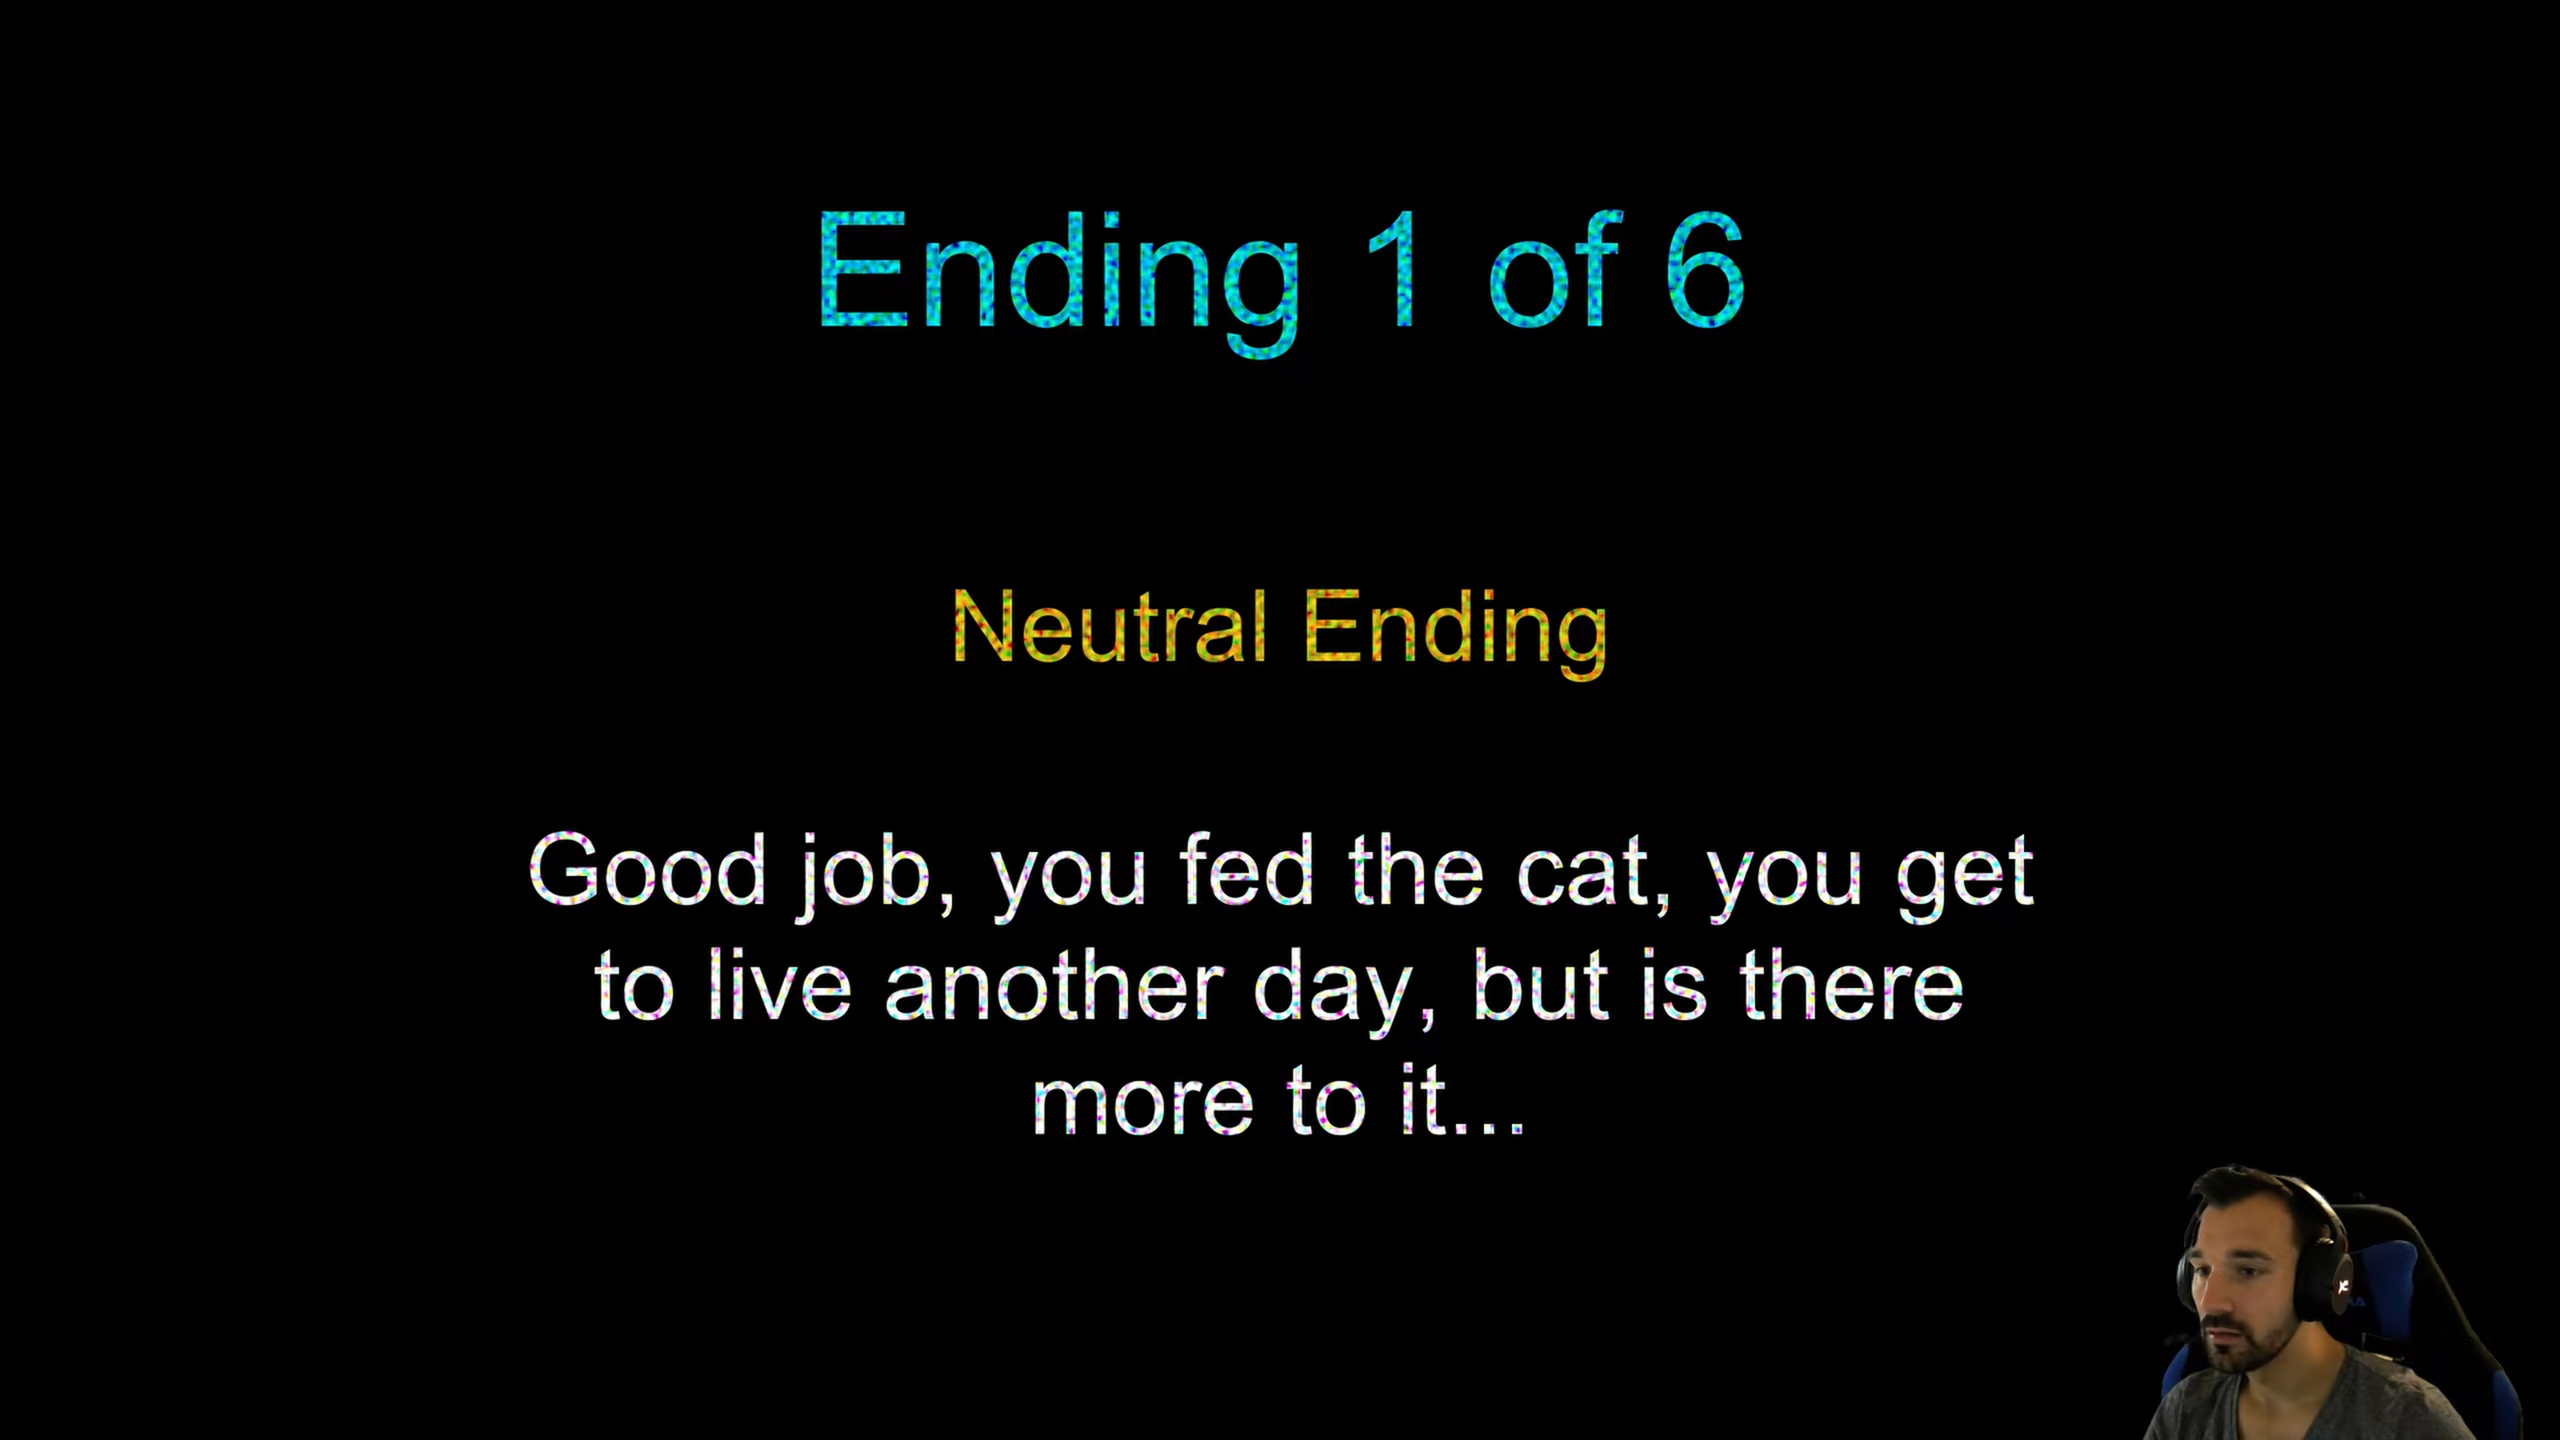 Ending 1 of 6
Neutral Ending
Good job, you fed the cat, you get
to live another day, but is there
more to it...